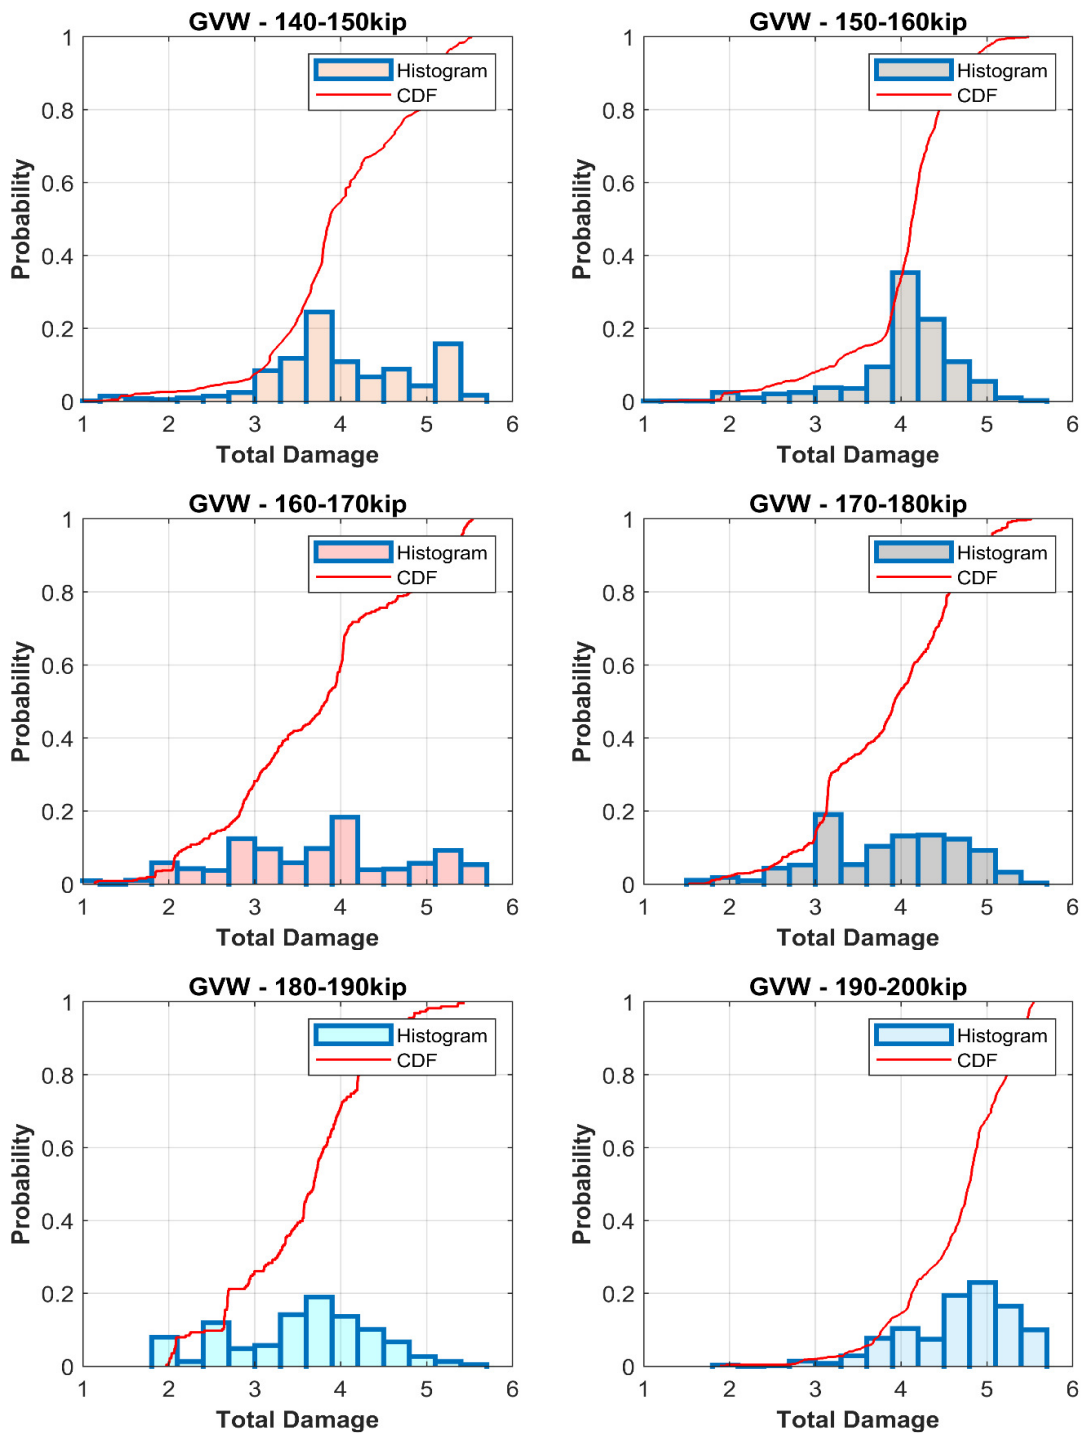 GVW - 140-150kip
1
0.8
0.6
0.4
0.2
0
Probability
Histogram
CDF
1 2 3 4 5 6
Total Damage
GVW - 150-160kip
1
0.8
0.6
0.4
0.2
0
Probability
Histogram
CDF
1 2 3 4 5 6
Total Damage
GVW - 160-170kip
1
0.8
0.6
0.4
0.2
0
Probability
Histogram
CDF
1 2 3 4 5 6
Total Damage
GVW - 170-180kip
1
0.8
0.6
0.4
0.2
0
Probability
Histogram
CDF
1 2 3 4 5 6
Total Damage
GVW - 180-190kip
1
0.8
0.6
0.4
0.2
0
Probability
Histogram
CDF
1 2 3 4 5 6
Total Damage
GVW - 190-200kip
1
0.8
0.6
0.4
0.2
0
Probability
Histogram
CDF
1 2 3 4 5 6
Total Damage